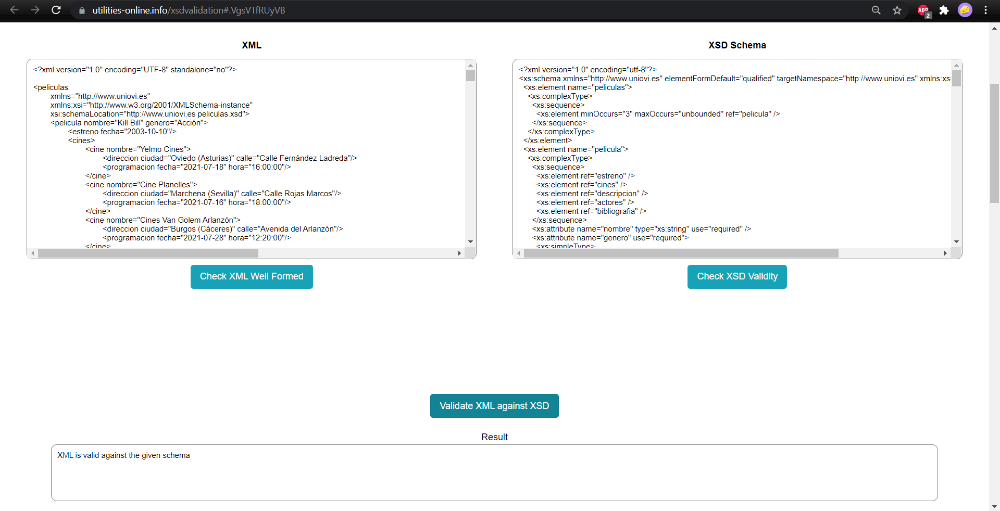 utilities-online.info/xsdvalidation#.VgsVTfRUyVB
ABP
2
XML
<?xml version="1.0" encoding="UTF-8" standalone="no"?>
<peliculas
xmlns="http://www.uniovi.es"
xmlns:xsi="http://www.w3.org/2001/XMLSchema-instance"
xsi:schemaLocation="http://www.uniovi.es peliculas.xsd">
<pelicula nombre="Kill Bill" genero="Acción">
<estreno fecha="2003-10-10"/>
<cines>
<cine nombre="Yelmo Cines">
<direccion ciudad="Oviedo (Asturias)" calle="Calle Fernández Ladreda"/>
<programacion fecha="2021-07-18" hora="16:00:00"/>
</cine>
<cine nombre="Cine Planelles">
<direccion ciudad="Marchena (Sevilla)" calle="Calle Rojas Marcos"/>
<programacion fecha="2021-07-16" hora="18:00:00"/>
</cine>
<cine nombre="Cines Van Golem Arlanzón">
<direccion ciudad="Burgos (Cáceres)" calle="Avenida del Arlanzón"/>
<programacion fecha="2021-07-28" hora="12:20:00"/>
</cine>
Check XML Well Formed
XSD Schema
<?xml version="1.0" encoding="utf-8"?>
<xs:schema xmlns="http://www.uniovi.es" elementFormDefault="qualified" targetNamespace="http://www.uniovi.es" xmlns:xs=
<xs:element name="peliculas">
<xs:complexType>
<xs:sequence>
<xs:element minOccurs="3" maxOccurs="unbounded" ref="pelicula" />
</xs:sequence>
</xs:complexType>
</xs:element>
<xs:element name="pelicula">
<xs:complexType>
<xs:sequence>
<xs:element ref="estreno" />
<xs:element ref="cines" />
<xs:element ref="descripcion" />
<xs:element ref="actores" />
<xs:element ref="bibliografia" />
</xs:sequence>
<xs:attribute name="nombre" type="xs:string" use="required" />
<xs:attribute name="genero" use="required">
<xs:simpleType>
Check XSD Validity
Validate XML against XSD
Result
XML is valid against the given schema